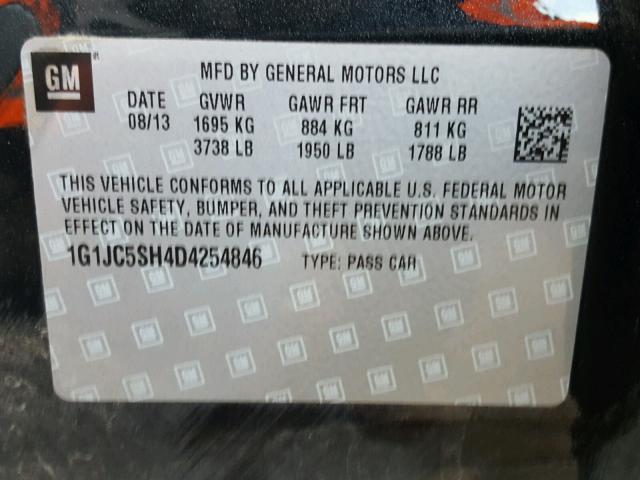 GM
MFD BY GENERAL MOTORS LLC
DATE GVWR GAWR FRT GAWR RR
08/13 1695 KG 884 KG 811 KG
3738 LB 1950 LB 1788 LB
THIS VEHICLE CONFORMS TO ALL APPLICABLE U.S. FEDERAL MOTOR
VEHICLE SAFETY, BUMPER, AND THEFT PREVENTION STANDARDS IN
EFFECT ON THE DATE OF MANUFACTURE SHOWN ABOVE.
1G1JC5SH4D4254846 TYPE: PASS CAR